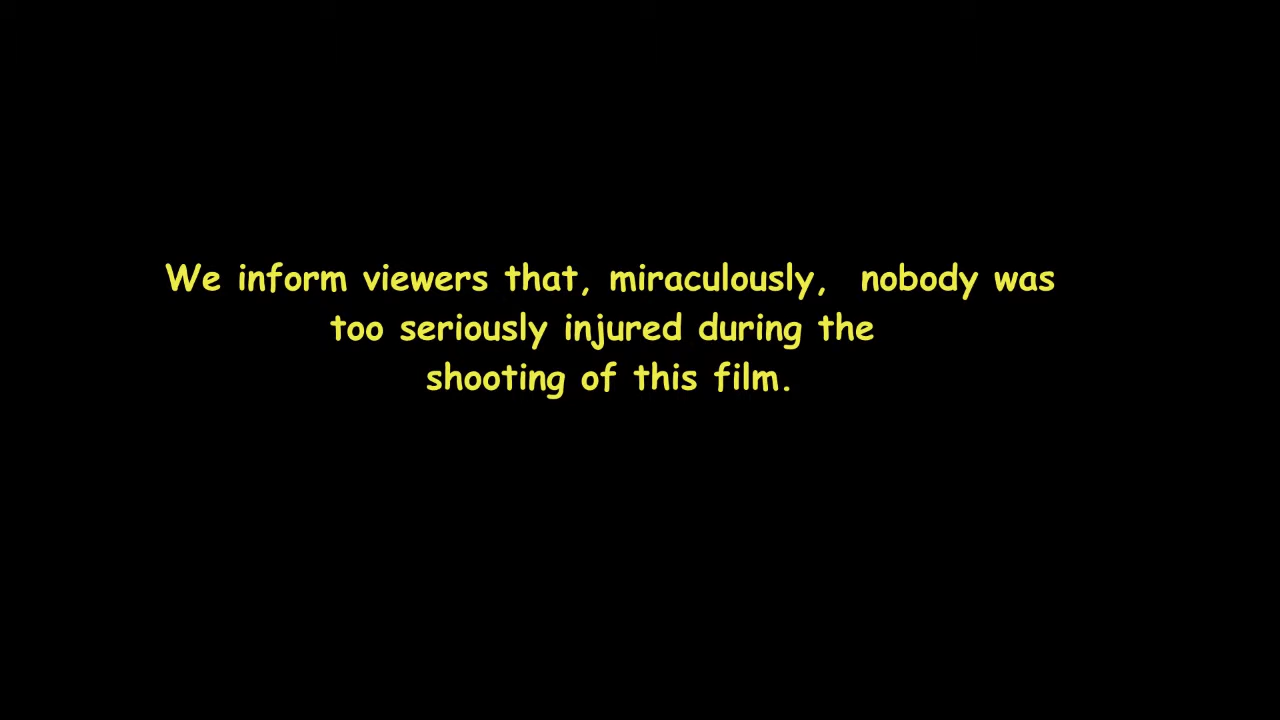 We inform viewers that, miraculously,  nobody was
too seriously injured during the
shooting of this film.